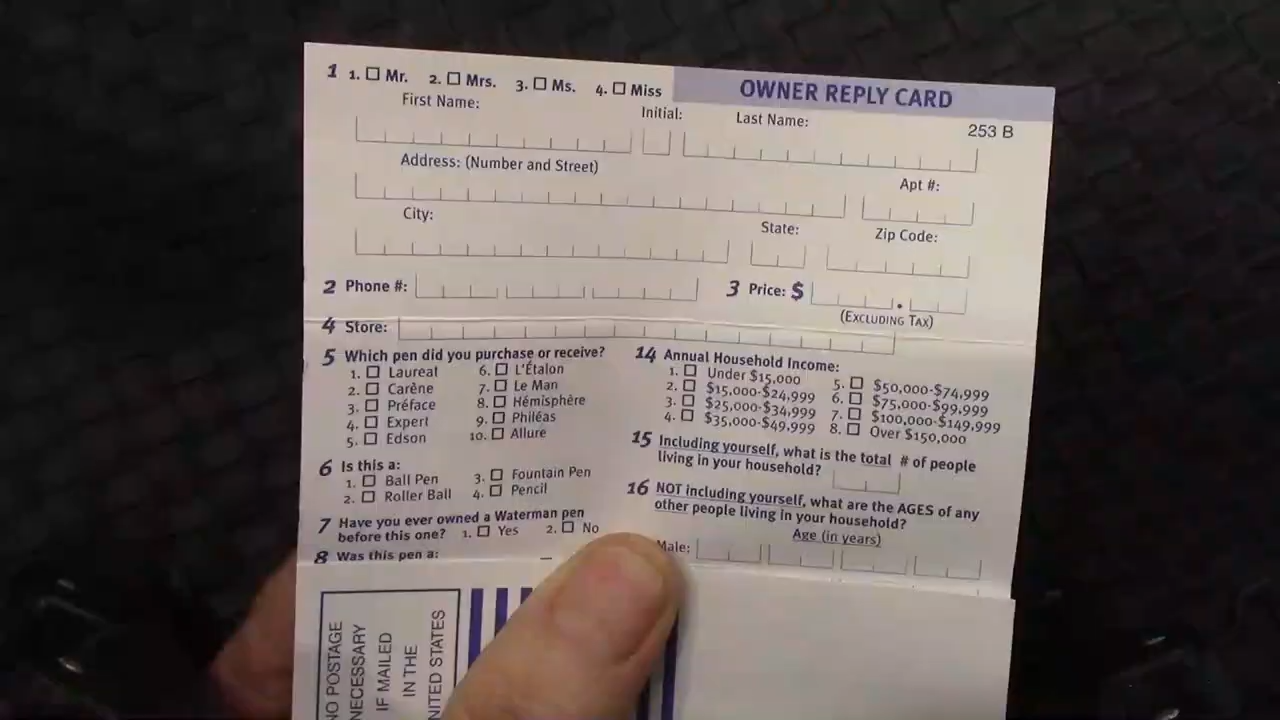 OWNER REPLY CARD
253 B
1 1. Mr. 2. Mrs. 3. Ms. 4. Miss
First Name: Initial: Last Name:
Address: (Number and Street)
Apt #:
City: State: Zip Code:
2 Phone #: 3 Price: $ .
(EXCLUDING TAX)
4 Store:
5 Which pen did you purchase or receive?
1. Laureat 6. L'Étalon
2. Carène 7. Le Man
3. Préface 8. Hémisphère
4. Expert 9. Philéas
5. Edson 10. Allure
6 Is this a:
1. Ball Pen 3. Fountain Pen
2. Roller Ball 4. Pencil
7 Have you ever owned a Waterman pen
before this one? 1. Yes 2. No
8 Was this pen a:
14 Annual Household Income:
1. Under $15,000 5. $50,000-$74,999
2. $15,000-$24,999 6. $75,000-$99,999
3. $25,000-$34,999 7. $100,000-$149,999
4. $35,000-$49,999 8. Over $150,000
15 Including yourself, what is the total # of people
living in your household?
16 NOT including yourself, what are the AGES of any
other people living in your household?
Age (in years)
Male:
NO POSTAGE
NECESSARY
IF MAILED
IN THE
UNITED STATES